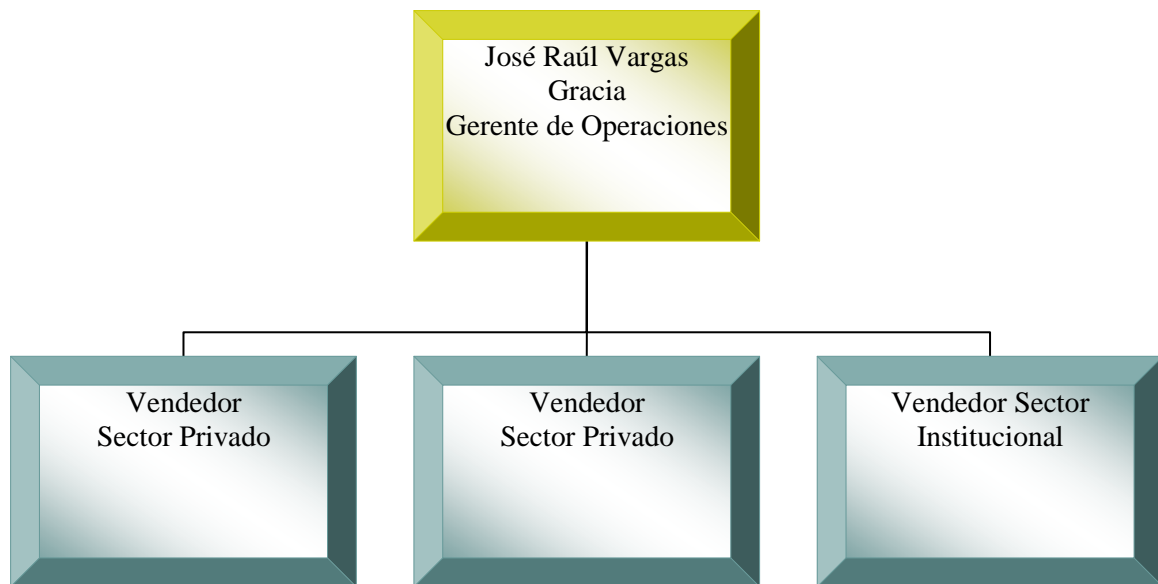 José Raúl Vargas
Gracia
Gerente de Operaciones
Vendedor
Sector Privado
Vendedor
Sector Privado
Vendedor Sector
Institucional